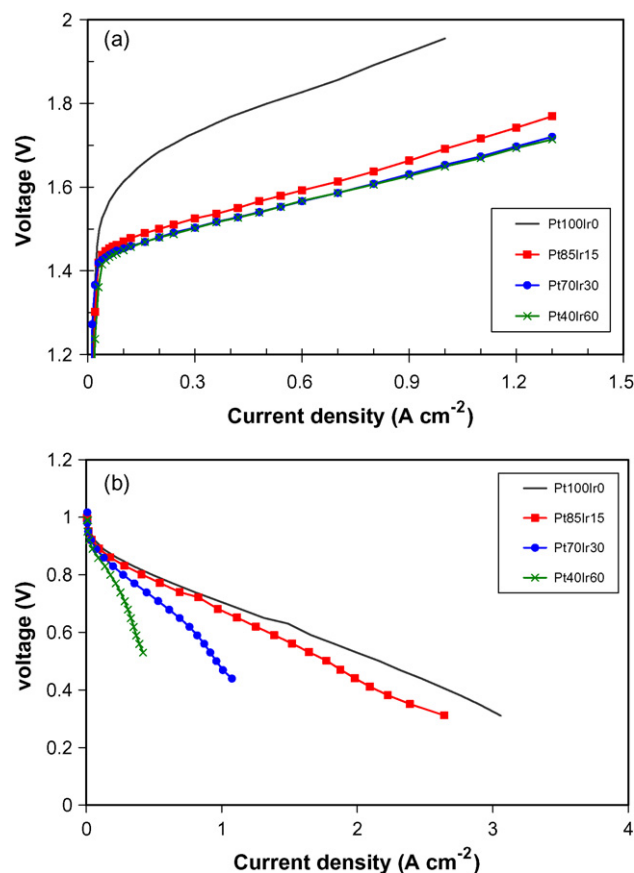 (a)
2
1.8
1.6
1.4
1.2
Voltage (V)
Pt100Ir0
Pt85Ir15
Pt70Ir30
Pt40Ir60
0 0.3 0.6 0.9 1.2 1.5
Current density (A cm⁻²)
(b)
1.2
1
0.8
0.6
0.4
0.2
0
voltage (V)
Pt100Ir0
Pt85Ir15
Pt70Ir30
Pt40Ir60
0 1 2 3 4
Current density (A cm⁻²)